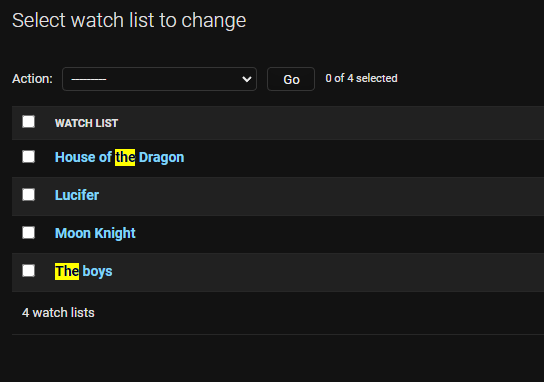 Select watch list to change
Action: --------- Go 0 of 4 selected
WATCH LIST
House of the Dragon
Lucifer
Moon Knight
The boys
4 watch lists